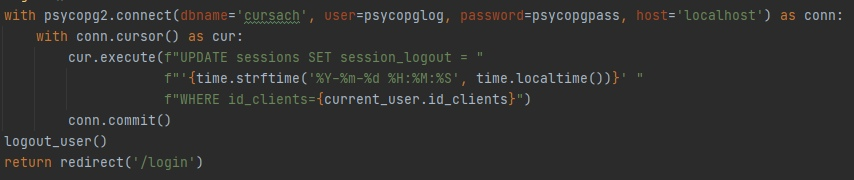 with psycopg2.connect(dbname='cursach', user=psycopglog, password=psycopgpass, host='localhost') as conn:
    with conn.cursor() as cur:
        cur.execute(f"UPDATE sessions SET session_logout = "
                    f"'{time.strftime('%Y-%m-%d %H:%M:%S', time.localtime())}' "
                    f"WHERE id_clients={current_user.id_clients}")
        conn.commit()
logout_user()
return redirect('/login')